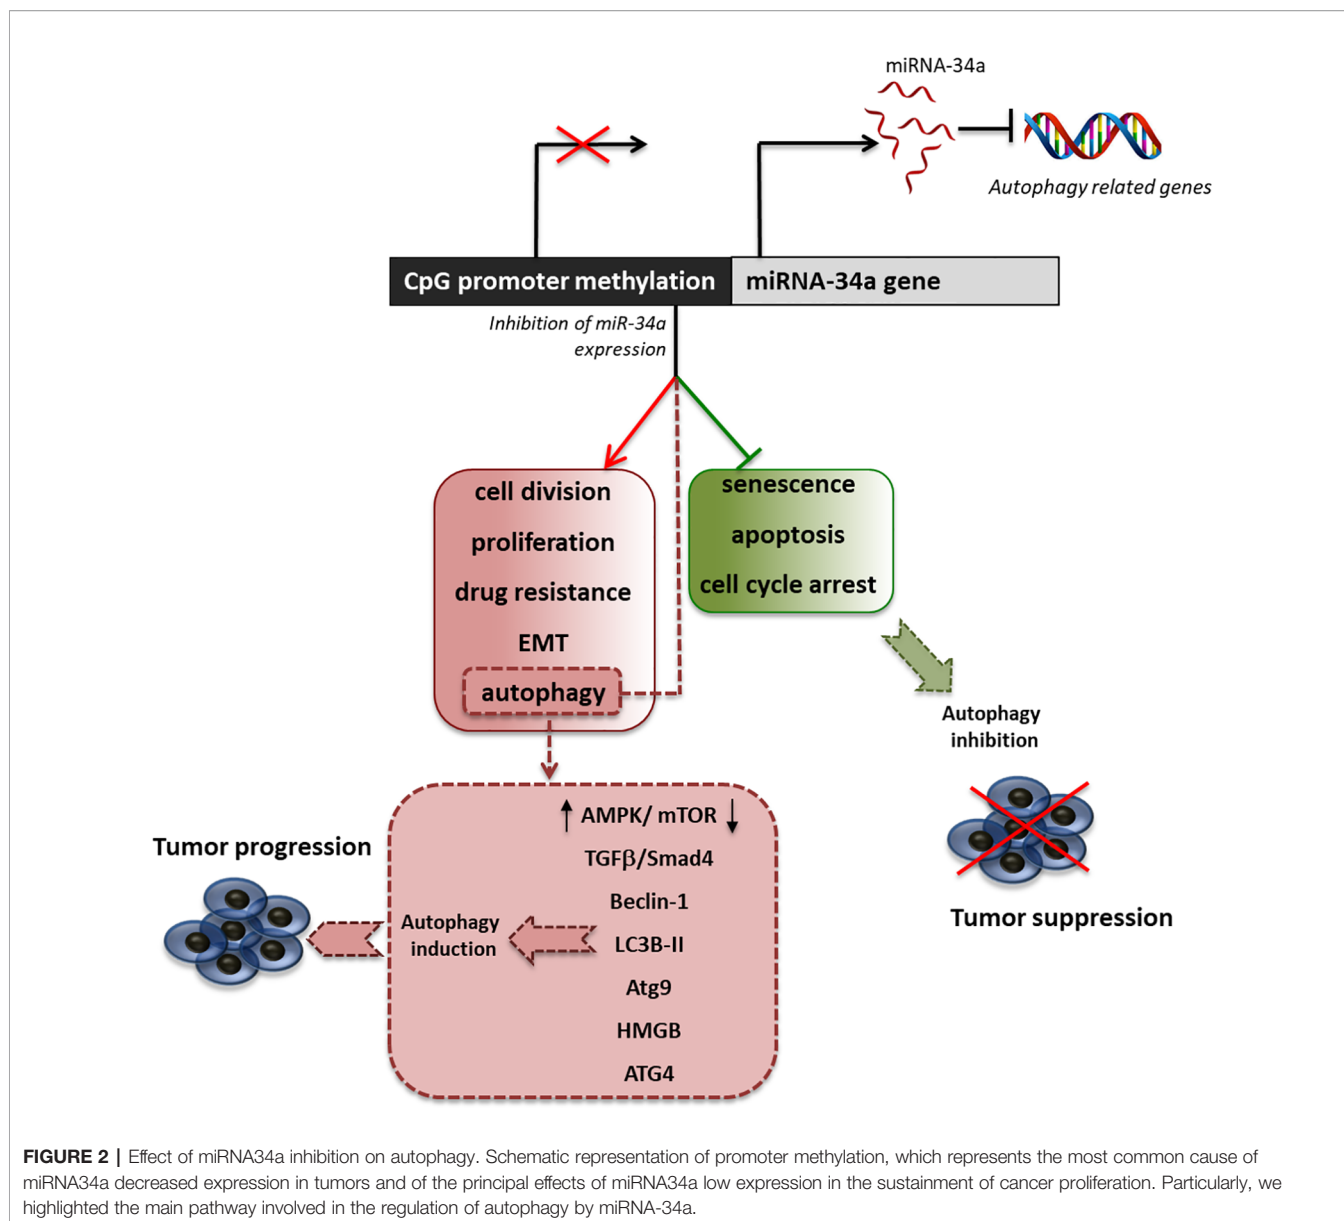 miRNA-34a
Autophagy related genes
CpG promoter methylation
miRNA-34a gene
Inhibition of miR-34a
expression
cell division
proliferation
drug resistance
EMT
autophagy
senescence
apoptosis
cell cycle arrest
Autophagy
inhibition
Tumor suppression
AMPK/ mTOR
TGFβ/Smad4
Beclin-1
LC3B-II
Atg9
HMGB
ATG4
Autophagy
induction
Tumor progression
FIGURE 2 | Effect of miRNA34a inhibition on autophagy. Schematic representation of promoter methylation, which represents the most common cause of
miRNA34a decreased expression in tumors and of the principal effects of miRNA34a low expression in the sustainment of cancer proliferation. Particularly, we
highlighted the main pathway involved in the regulation of autophagy by miRNA-34a.